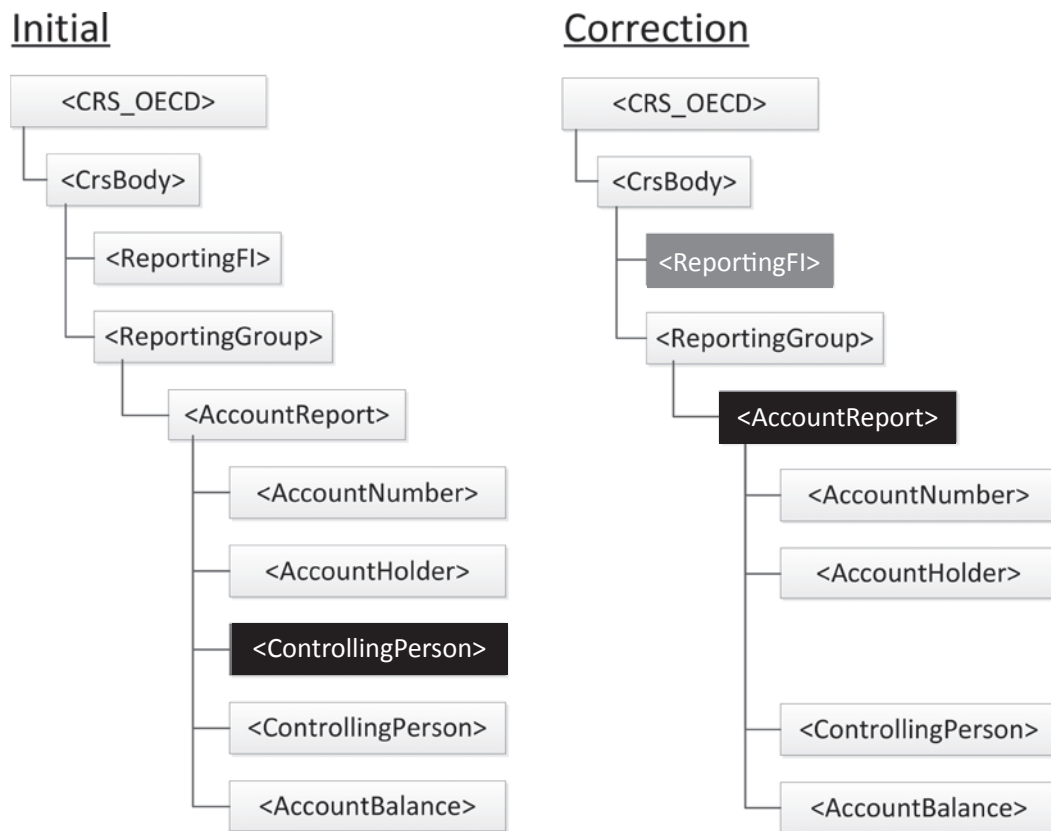 Initial
<CRS_OECD>
<CrsBody>
<ReportingFI>
<ReportingGroup>
<AccountReport>
<AccountNumber>
<AccountHolder>
<ControllingPerson>
<ControllingPerson>
<AccountBalance>
Correction
<CRS_OECD>
<CrsBody>
<ReportingFI>
<ReportingGroup>
<AccountReport>
<AccountNumber>
<AccountHolder>
<ControllingPerson>
<AccountBalance>